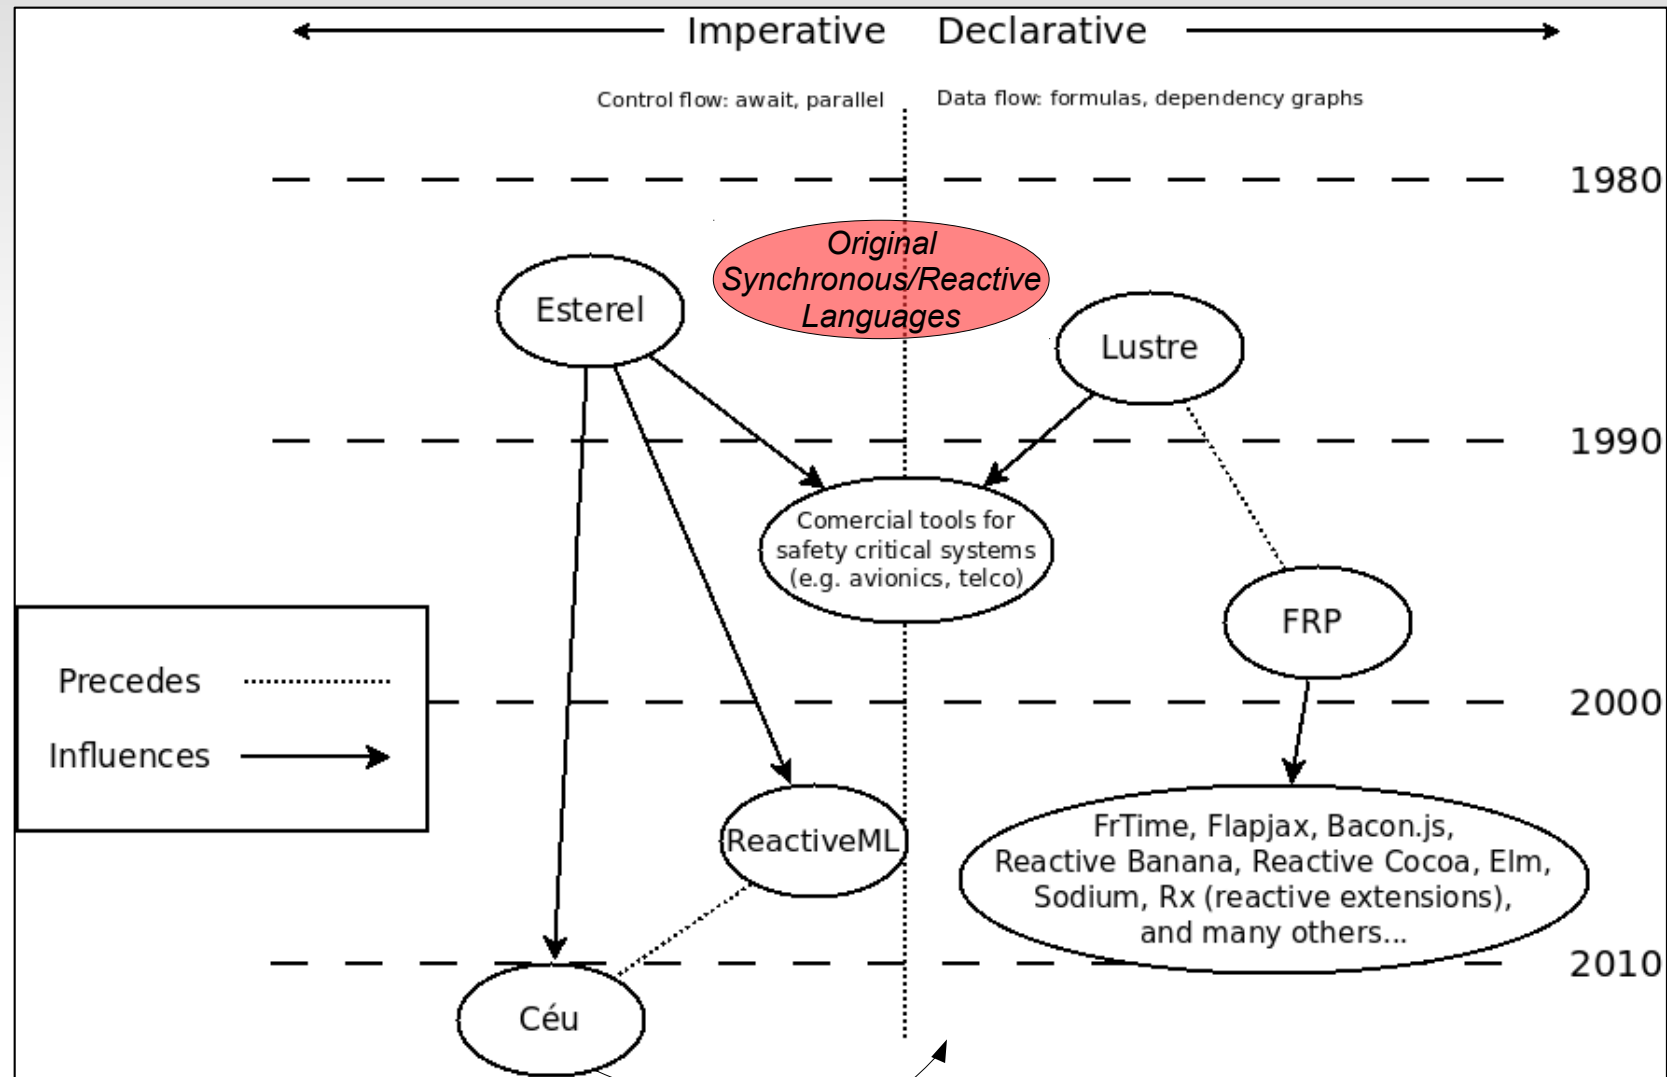 Imperative
Declarative
Control flow: await, parallel
Data flow: formulas, dependency graphs
1980
Original
Synchronous/Reactive
Languages
Esterel
Lustre
1990
Comercial tools for
safety critical systems
(e.g. avionics, telco)
FRP
Precedes
Influences
2000
ReactiveML
FrTime, Flapjax, Bacon.js,
Reactive Banana, Reactive Cocoa, Elm,
Sodium, Rx (reactive extensions),
and many others...
2010
Céu